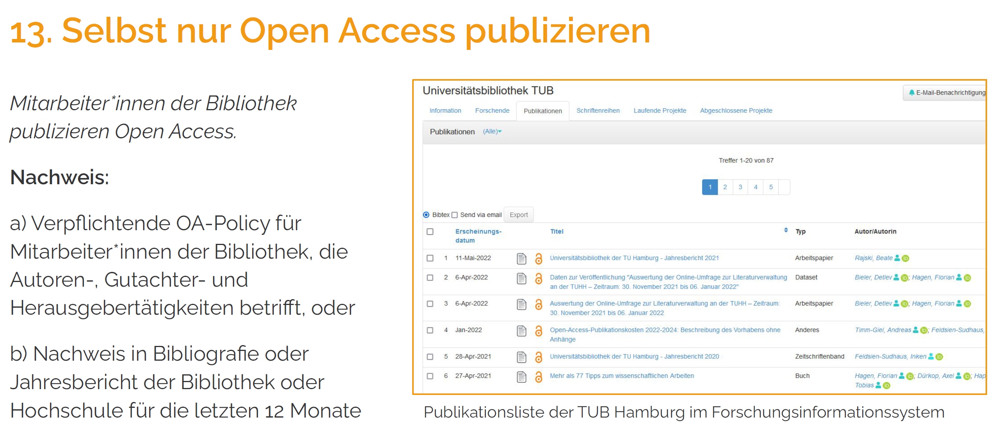 13. Selbst nur Open Access publizieren
Mitarbeiter*innen der Bibliothek
publizieren Open Access.
Nachweis:
a) Verpflichtende OA-Policy für
Mitarbeiter*innen der Bibliothek, die
Autoren-, Gutachter- und
Herausgebertätigkeiten betrifft, oder
b) Nachweis in Bibliografie oder
Jahresbericht der Bibliothek oder
Hochschule für die letzten 12 Monate
Universitätsbibliothek TUB
E-Mail-Benachrichtigung
Information Forschende Publikationen Schriftenreihen Laufende Projekte Abgeschlossene Projekte
Publikationen (Alle)
Treffer 1-20 von 87
1 2 3 4 5
Bibtex Send via email Export
Erscheinungs- Titel Typ Autor/Autorin
datum
1 11-Mai-2022 Universitätsbibliothek der TU Hamburg - Jahresbericht 2021 Arbeitspapier Rajski, Beate iD
2 6-Apr-2022 Daten zur Veröffentlichung "Auswertung der Online-Umfrage zur Literaturverwaltung Dataset Bieler, Detlev iD; Hagen, Florian iD
an der TUHH – Zeitraum: 30. November 2021 bis 06. Januar 2022"
3 6-Apr-2022 Auswertung der Online-Umfrage zur Literaturverwaltung an der TUHH – Zeitraum: Arbeitspapier Bieler, Detlev iD; Hagen, Florian iD
30. November 2021 bis 06. Januar 2022
4 Jan-2022 Open-Access-Publikationskosten 2022-2024: Beschreibung des Vorhabens ohne Anderes Timm-Giel, Andreas iD; Feldsien-Sudhaus,
Anhänge
5 28-Apr-2021 Universitätsbibliothek der TU Hamburg - Jahresbericht 2020 Zeitschriftenband Feldsien-Sudhaus, Inken iD
6 27-Apr-2021 Mehr als 77 Tipps zum wissenschaftlichen Arbeiten Buch Hagen, Florian iD; Dürkop, Axel iD; Hap
Tobias iD
Publikationsliste der TUB Hamburg im Forschungsinformationssystem